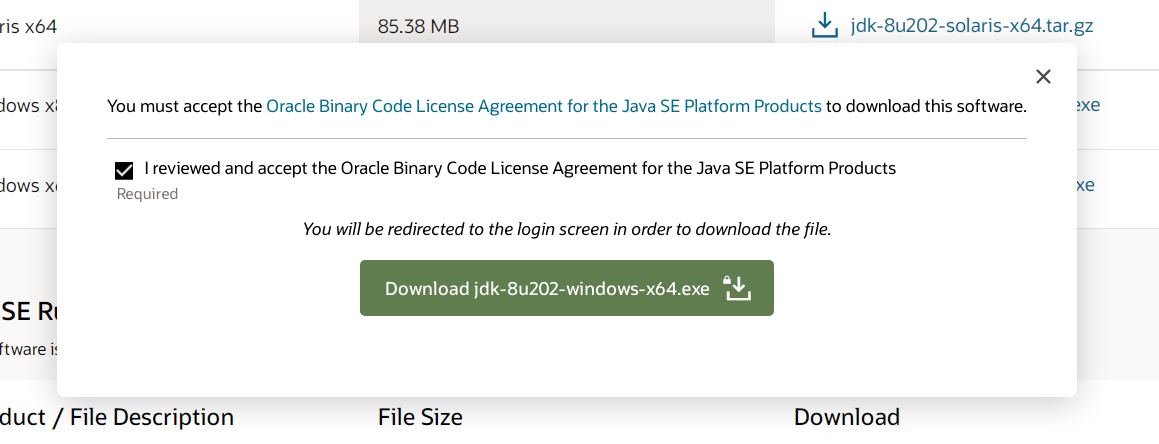 ris x64
85.38 MB
jdk-8u202-solaris-x64.tar.gz
You must accept the Oracle Binary Code License Agreement for the Java SE Platform Products to download this software.
dows x8
exe
I reviewed and accept the Oracle Binary Code License Agreement for the Java SE Platform Products
dows x
xe
Required
You will be redirected to the login screen in order to download the file.
Download jdk-8u202-windows-x64.exe
SE Ru
ftware is
duct / File Description
File Size
Download